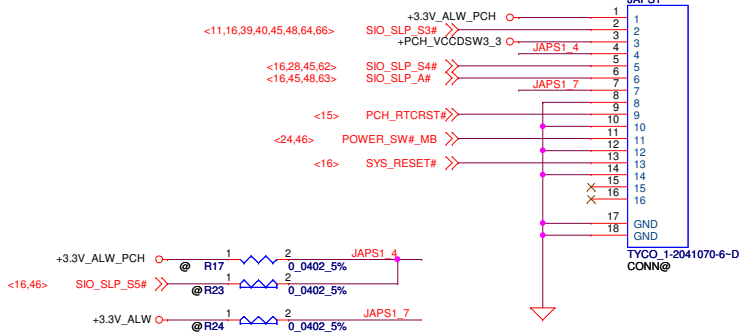 JAPS1
+3.3V_ALW_PCH 1 1
<11,16,39,40,45,48,64,66> SIO_SLP_S3# 2 2
+PCH_VCCDSW3_3 3 3
JAPS1_4 4 4
<16,28,45,62> SIO_SLP_S4# 5 5
<16,45,48,63> SIO_SLP_A# 6 6
JAPS1_7 7 7
8 8
<15> PCH_RTCRST# 9 9
10 10
<24,46> POWER_SW#_MB 11 11
12 12
<16> SYS_RESET# 13 13
14 14
15 15
16 16
17 GND
18 GND
TYCO_1-2041070-6~D
CONN@
+3.3V_ALW_PCH 1 2 JAPS1_4
@ R17 0_0402_5%
<16,46> SIO_SLP_S5# 1 2
@ R23 0_0402_5%
+3.3V_ALW 1 2 JAPS1_7
@ R24 0_0402_5%